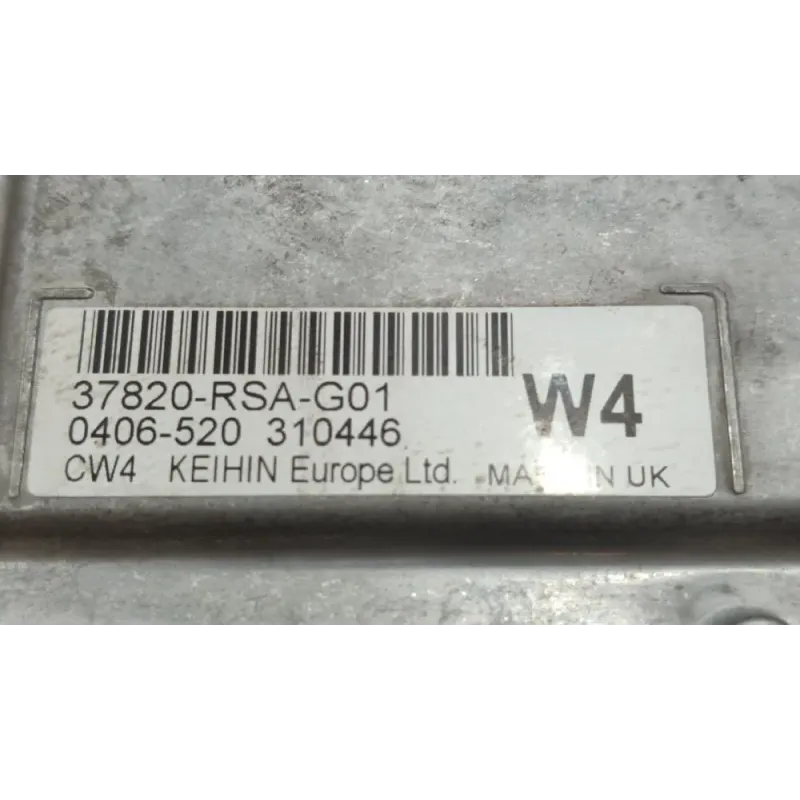 37820-RSA-G01
W4
0406-520 310446
CW4 KEIHIN Europe Ltd. UK